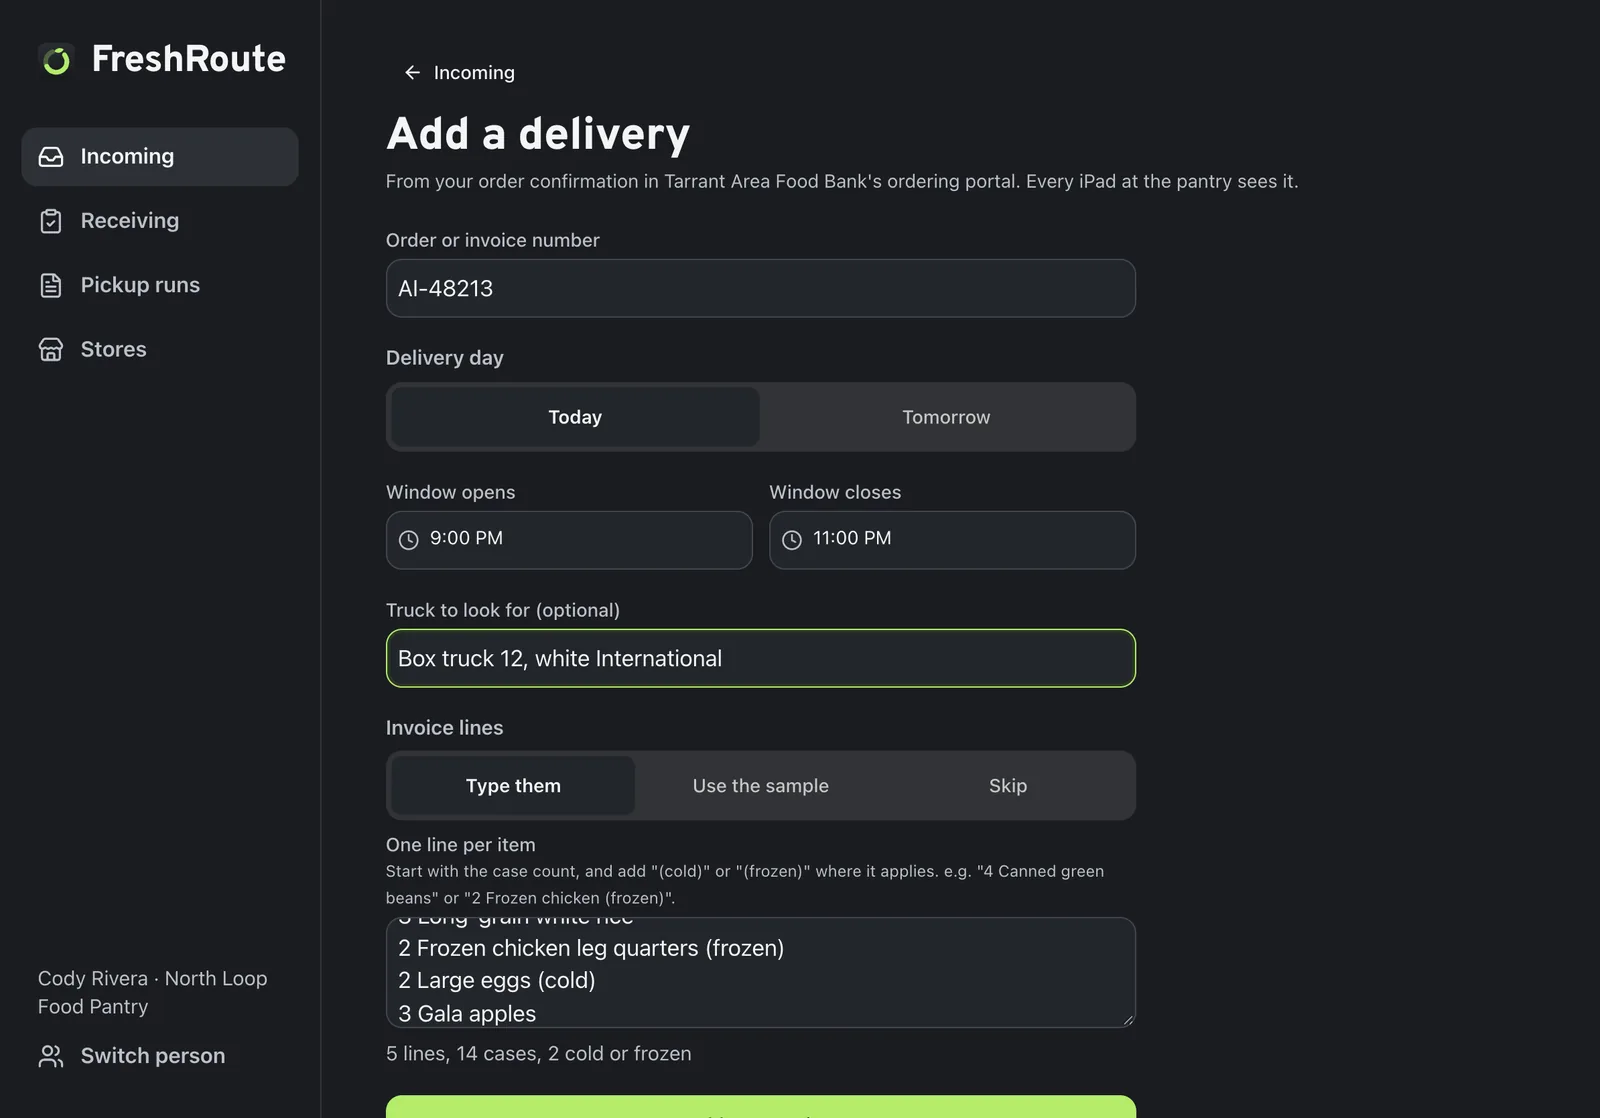 FreshRoute
Incoming
Receiving
Pickup runs
Stores
Cody Rivera · North Loop
Food Pantry
Switch person
Incoming
Add a delivery
From your order confirmation in Tarrant Area Food Bank's ordering portal. Every iPad at the pantry sees it.
Order or invoice number
AI-48213
Delivery day
Today
Tomorrow
Window opens
Window closes
9:00 PM
11:00 PM
Truck to look for (optional)
Box truck 12, white International
Invoice lines
Type them
Use the sample
Skip
One line per item
Start with the case count, and add "(cold)" or "(frozen)" where it applies. e.g. "4 Canned green
beans" or "2 Frozen chicken (frozen)".
2 Frozen chicken leg quarters (frozen)
2 Large eggs (cold)
3 Gala apples
5 lines, 14 cases, 2 cold or frozen